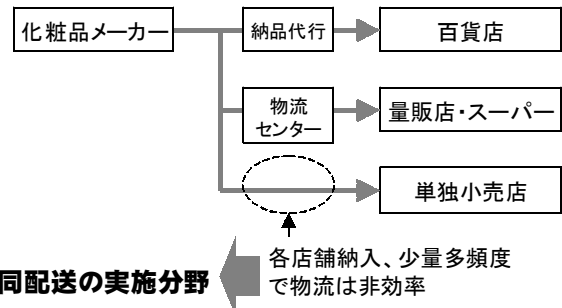 化粧品メーカー
納品代行
百貨店
物流
センター
量販店・スーパー
単独小売店
各店舗納入、少量多頻度
で物流は非効率
同配送の実施分野